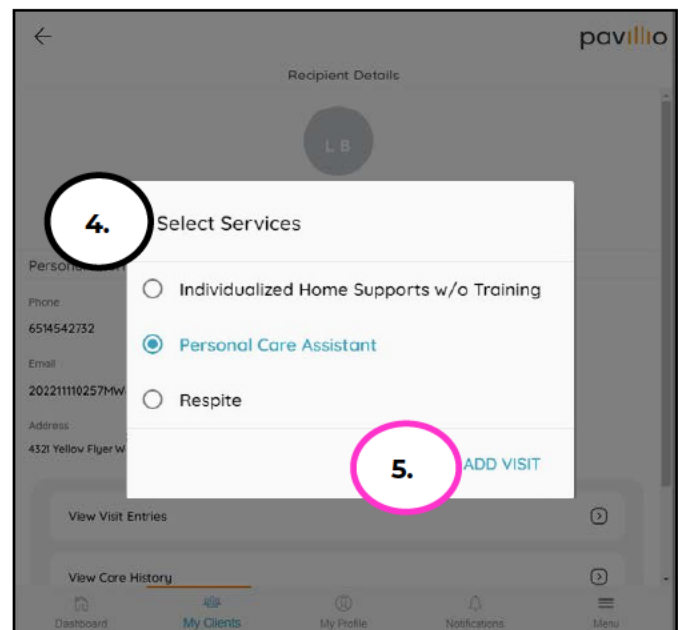 pavillio
Recipient Details
L B
4.
Select Services
Individualized Home Supports w/o Training
Phone
6514542732
Personal Care Assistant
Email
202211110257MW
Respite
Address
4321 Yellow Flyer W
5.
ADD VISIT
View Visit Entries
View Care History
Dashboard
My Clients
My Profile
Notifications
Menu